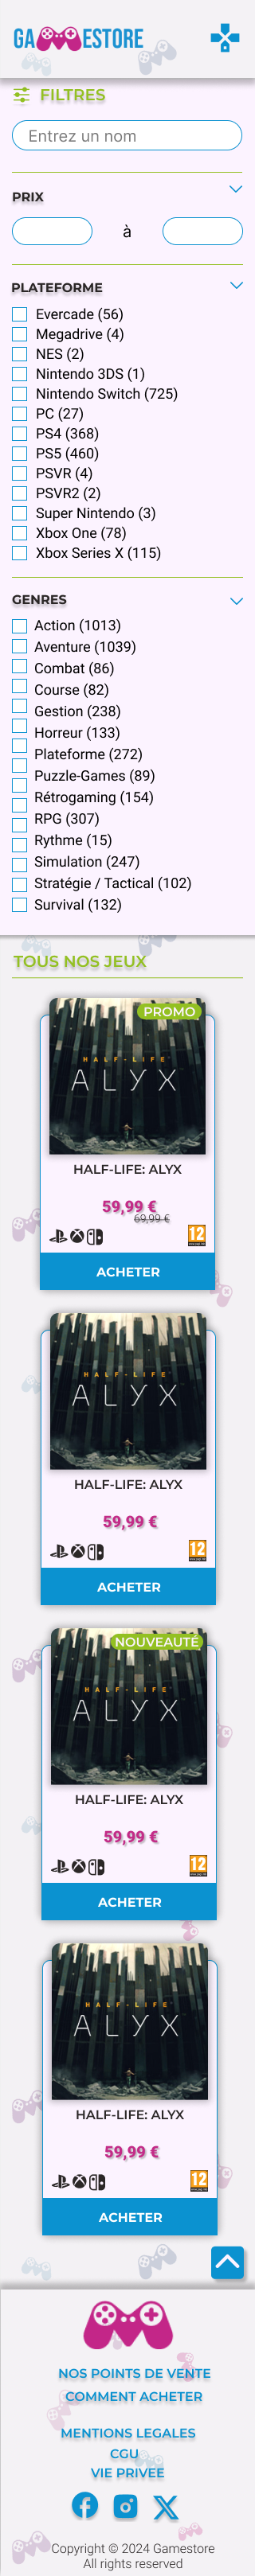 GAMESTORE
FILTRES
Entrez un nom
PRIX
à
PLATEFORME
Evercade (56)
Megadrive (4)
NES (2)
Nintendo 3DS (1)
Nintendo Switch (725)
PC (27)
PS4 (368)
PS5 (460)
PSVR (4)
PSVR2 (2)
Super Nintendo (3)
Xbox One (78)
Xbox Series X (115)
GENRES
Action (1013)
Aventure (1039)
Combat (86)
Course (82)
Gestion (238)
Horreur (133)
Plateforme (272)
Puzzle-Games (89)
Rétrogaming (154)
RPG (307)
Rythme (15)
Simulation (247)
Stratégie / Tactical (102)
Survival (132)
TOUS NOS JEUX
PROMO
HALF-LIFE
ALYX
HALF-LIFE: ALYX
59,99 €
69,99 €
12
ACHETER
HALF-LIFE
ALYX
HALF-LIFE: ALYX
59,99 €
12
ACHETER
NOUVEAUTÉ
HALF-LIFE
ALYX
HALF-LIFE: ALYX
59,99 €
12
ACHETER
HALF-LIFE
ALYX
HALF-LIFE: ALYX
59,99 €
12
ACHETER
NOS POINTS DE VENTE
COMMENT ACHETER
MENTIONS LEGALES
CGU
VIE PRIVEE
Copyright © 2024 Gamestore
All rights reserved